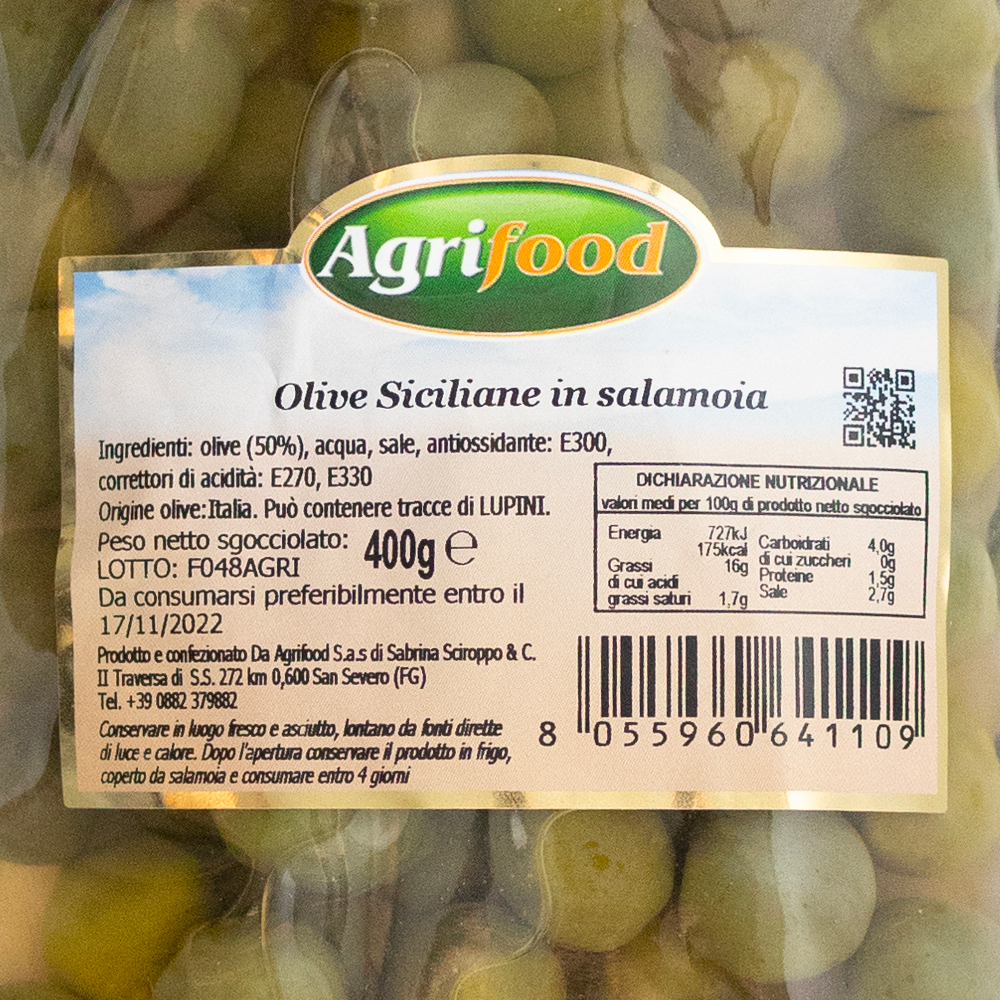 Agrifood
Olive Siciliane in salamoia
Ingredienti: olive (50%), acqua, sale, antiossidante: E300,
correttori di acidità: E270, E330
Origine olive:Italia. Può contenere tracce di LUPINI.
Peso netto sgocciolato: 400g e
LOTTO: F048AGRI
Da consumarsi preferibilmente entro il
17/11/2022
Prodotto e confezionato Da Agrifood S.a.s di Sabrina Sciroppo & C.
II Traversa di S.S. 272 km 0,600 San Severo (FG)
Tel. +39 0882 379882
Conservare in luogo fresco e asciutto, lontano da fonti dirette
di luce e calore. Dopo l'apertura conservare il prodotto in frigo,
coperto da salamoia e consumare entro 4 giorni
DICHIARAZIONE NUTRIZIONALE
valori medi per 100g di prodotto netto sgocciolato
Energia 727kJ
175kcal
Grassi 16g
di cui acidi
grassi saturi 1,7g
Carboidrati 4,0g
di cui zuccheri 0g
Proteine 1,5g
Sale 2,7g
8 055960 641109